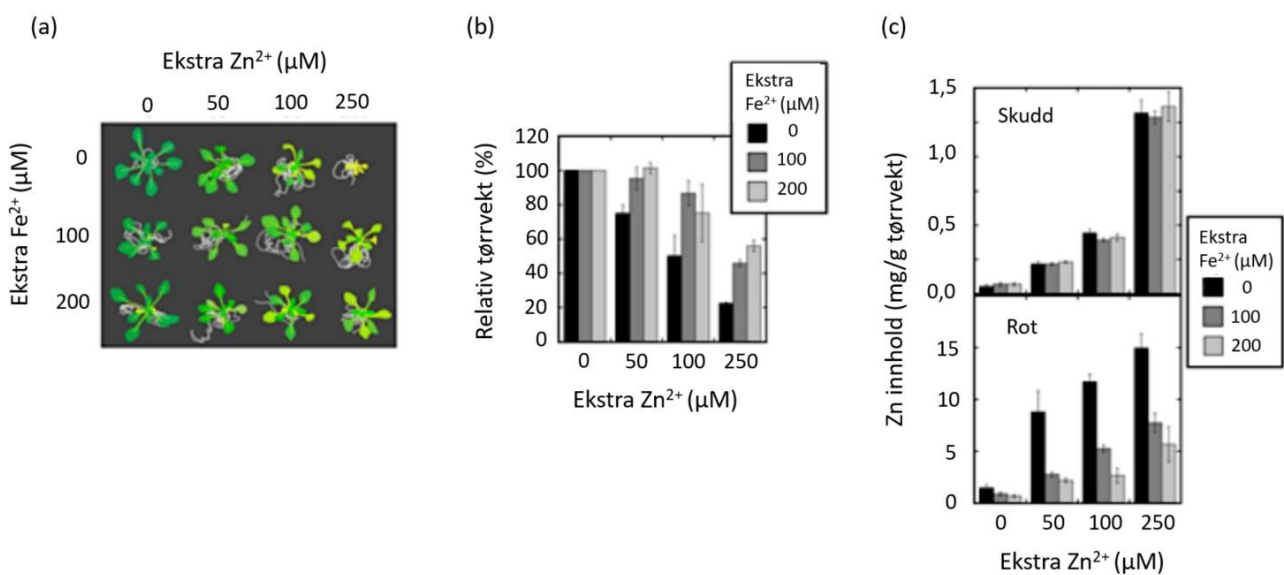 (a)
Ekstra Zn²⁺ (µM)
0 50 100 250
Ekstra Fe²⁺ (µM)
0
100
200
(b)
Relativ tørrvekt (%)
120
100
80
60
40
20
0
0 50 100 250
Ekstra Zn²⁺ (µM)
Ekstra
Fe²⁺ (µM)
0
100
200
(c)
Zn innhold (mg/g tørrvekt)
Skudd
1,5
1,0
0,5
0,0
Rot
15
10
5
0
0 50 100 250
Ekstra Zn²⁺ (µM)
Ekstra
Fe²⁺ (µM)
0
100
200